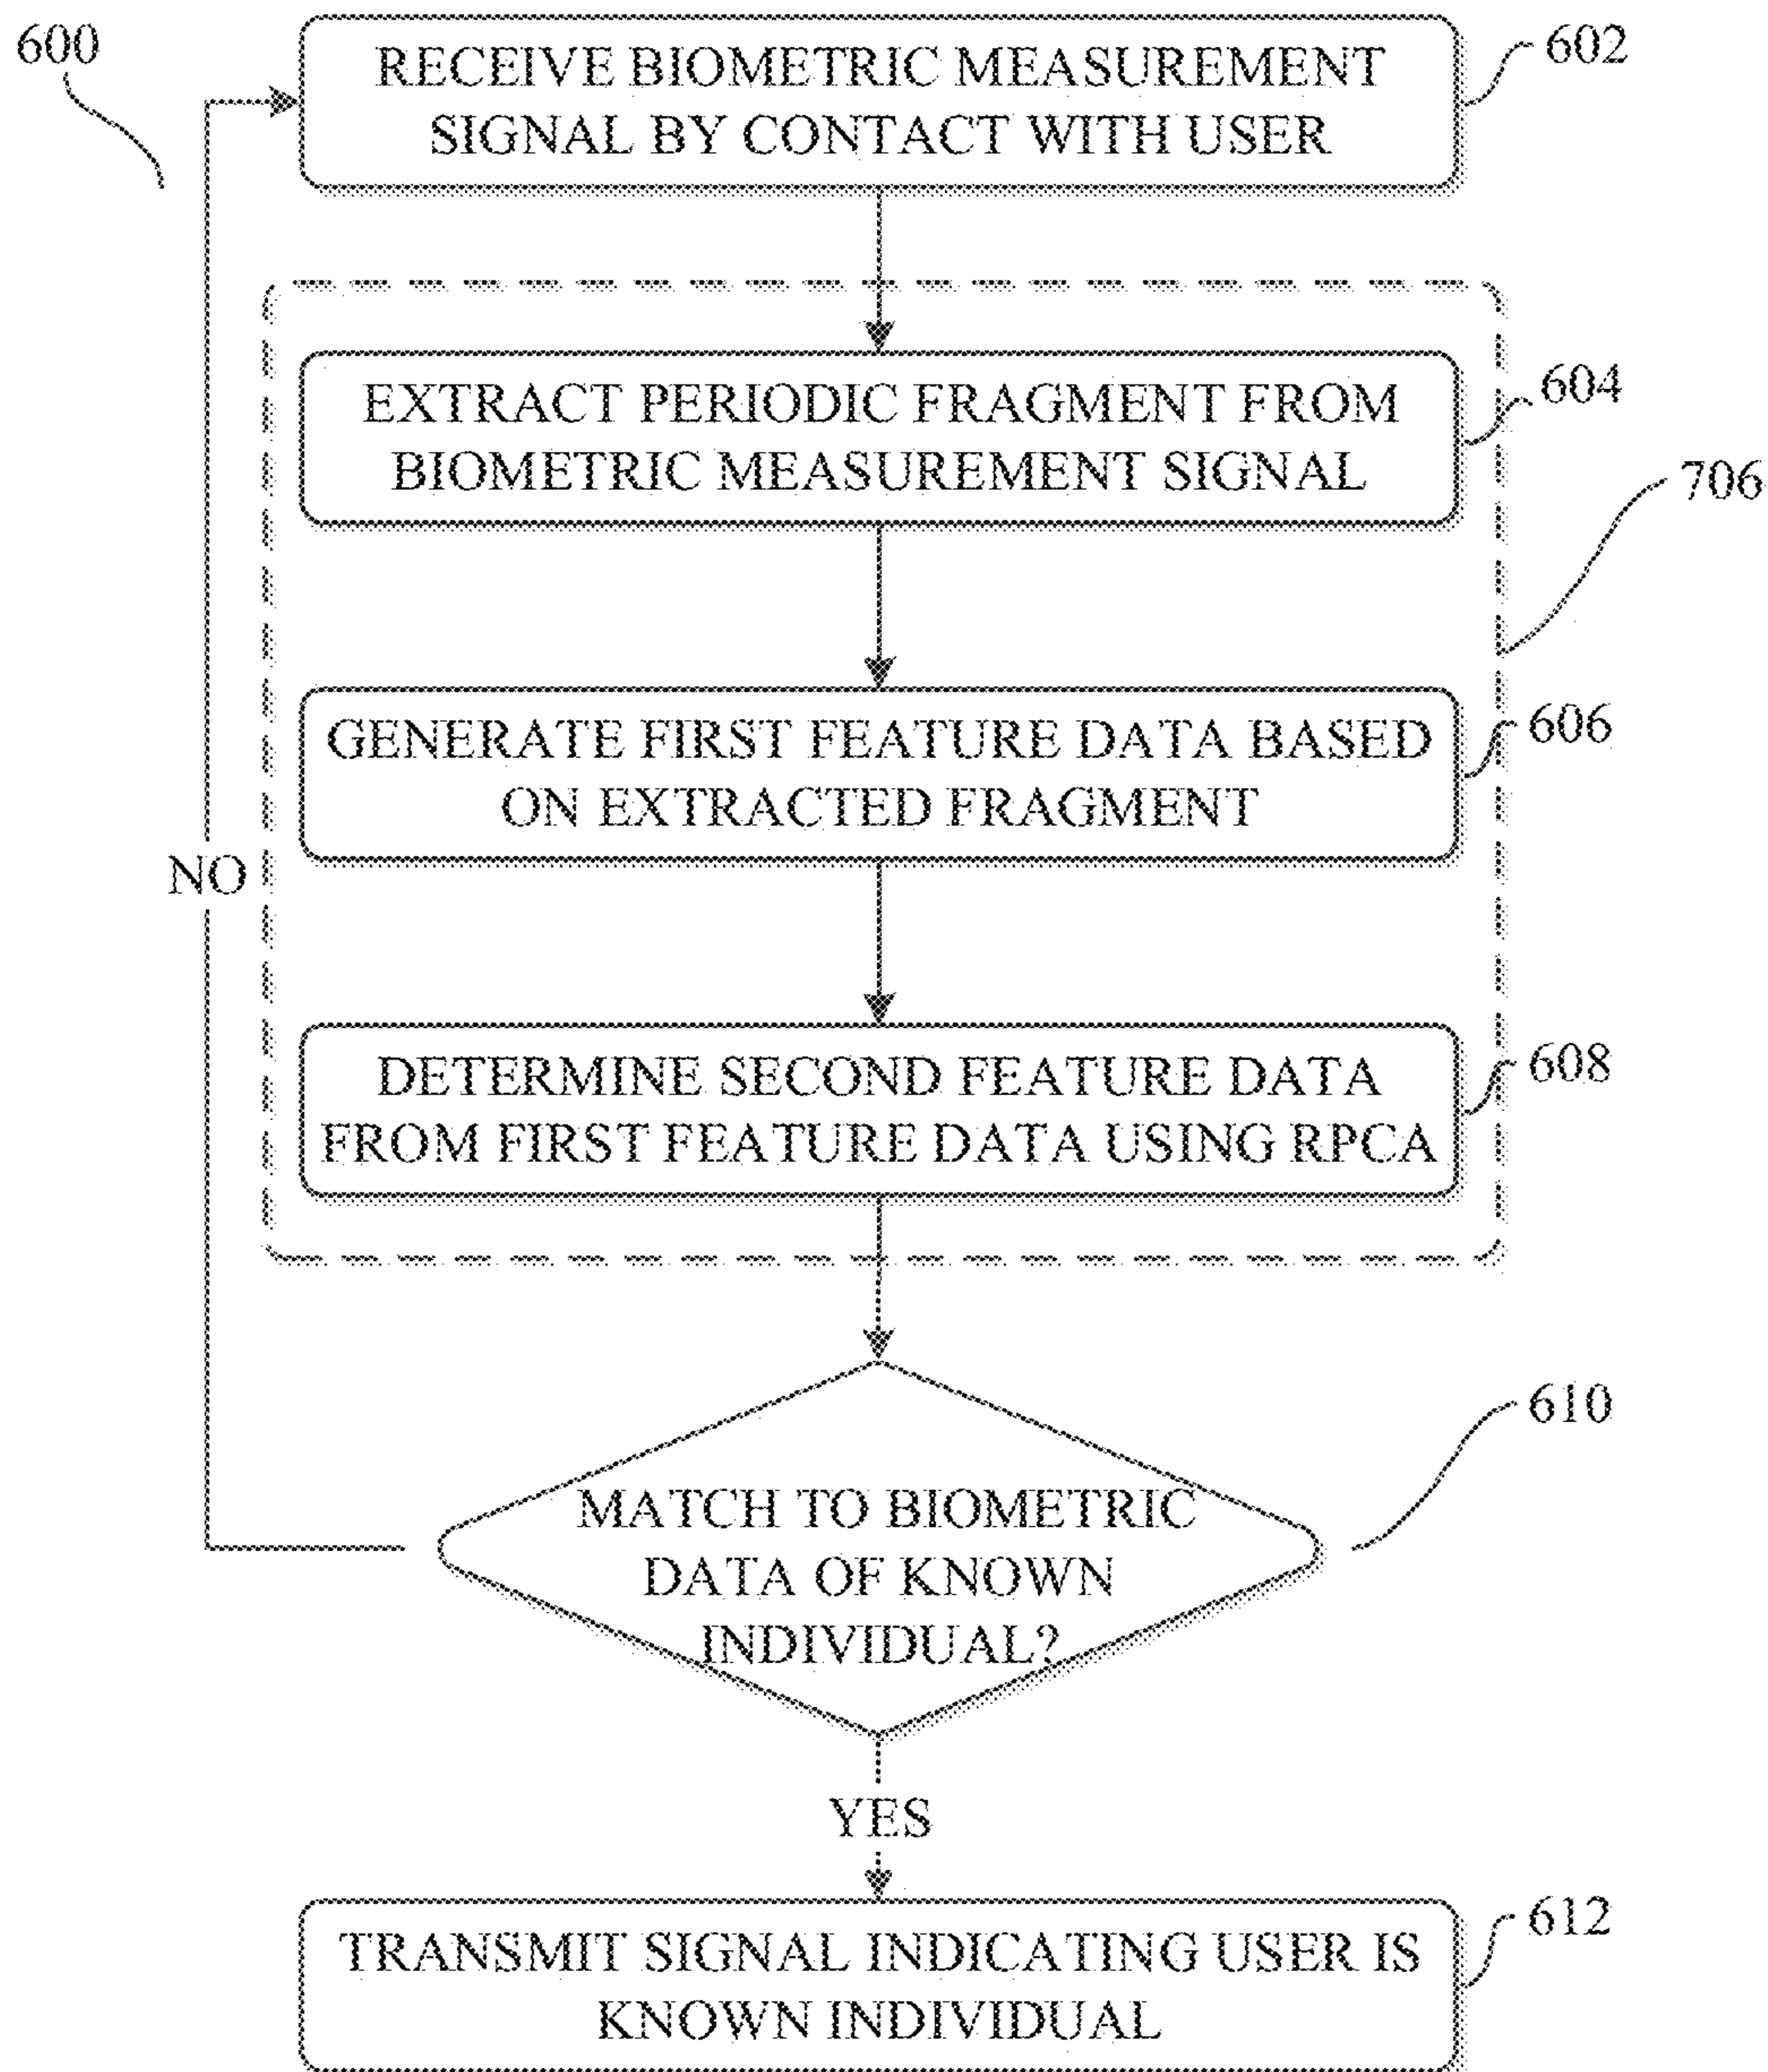 600
RECEIVE BIOMETRIC MEASUREMENT
SIGNAL BY CONTACT WITH USER
602
EXTRACT PERIODIC FRAGMENT FROM
BIOMETRIC MEASUREMENT SIGNAL
604
706
GENERATE FIRST FEATURE DATA BASED
ON EXTRACTED FRAGMENT
606
NO
DETERMINE SECOND FEATURE DATA
FROM FIRST FEATURE DATA USING RPCA
608
MATCH TO BIOMETRIC
DATA OF KNOWN
INDIVIDUAL?
610
YES
TRANSMIT SIGNAL INDICATING USER IS
KNOWN INDIVIDUAL
612